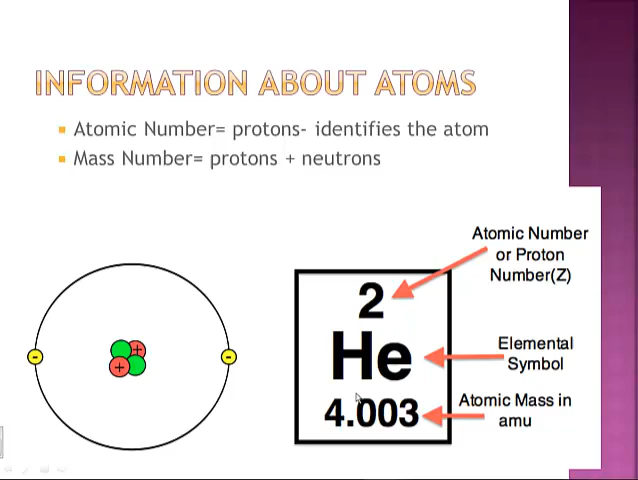 INFORMATION ABOUT ATOMS
Atomic Number= protons- identifies the atom
Mass Number= protons + neutrons
Atomic Number
or Proton
Number(Z)
2
He
Elemental
Symbol
4.003
Atomic Mass in
amu
- + + -